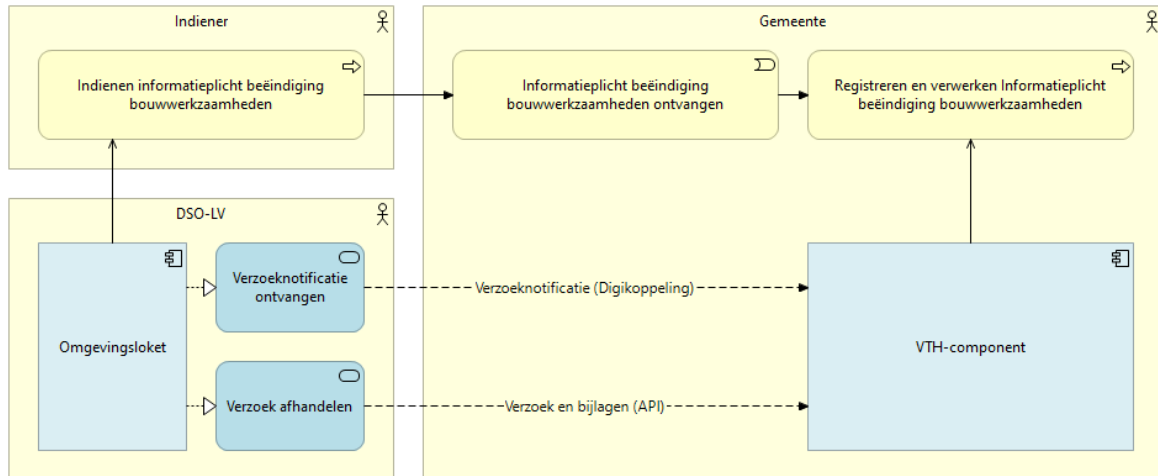 Indiener
Indienen informatieplicht beëindiging
bouwwerkzaamheden
Gemeente
Informatieplicht beëindiging
bouwwerkzaamheden ontvangen
Registreren en verwerken Informatieplicht
beëindiging bouwwerkzaamheden
DSO-LV
Omgevingsloket
Verzoeknotificatie
ontvangen
Verzoeknotificatie (Digikoppeling)
Verzoek afhandelen
Verzoek en bijlagen (API)
VTH-component